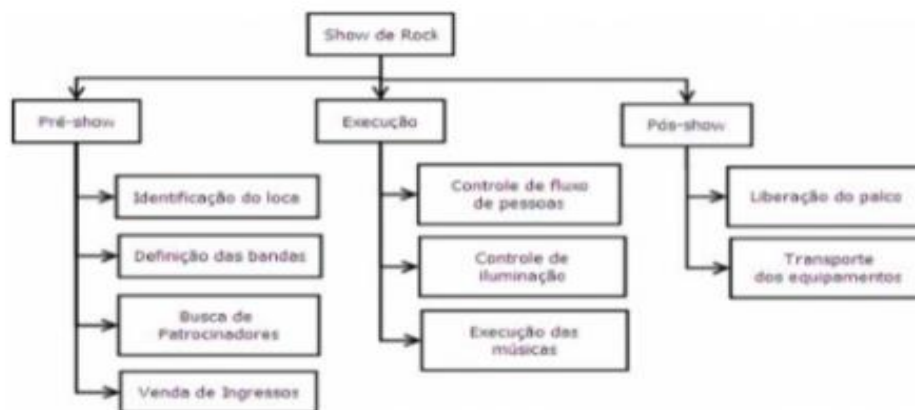 Show de Rock
Pré-show
Execução
Pós-show
Identificação do loca
Definição das bandas
Busca de
Patrocinadores
Venda de Ingressos
Controle de fluxo
de pessoas
Controle de
iluminação
Execução das
músicas
Liberação do palco
Transporte
dos equipamentos